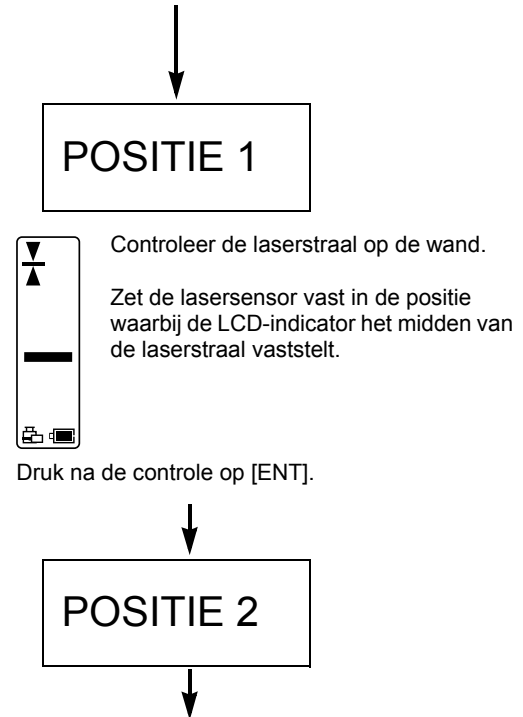 POSITIE 1
Controleer de laserstraal op de wand.
Zet de lasersensor vast in de positie
waarbij de LCD-indicator het midden van
de laserstraal vaststelt.
Druk na de controle op [ENT].
POSITIE 2